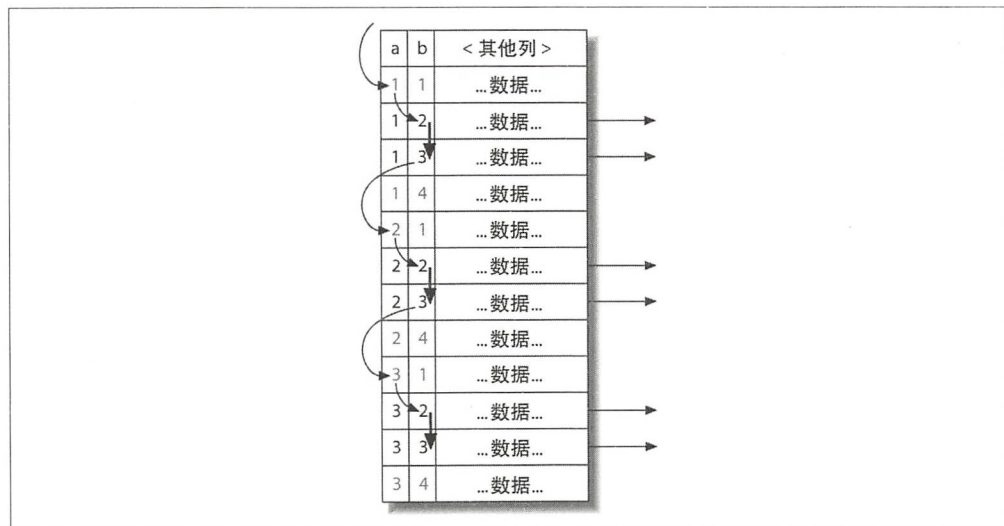 a b <其他列>
1 1 ...数据...
1 2 ...数据...
1 3 ...数据...
1 4 ...数据...
2 1 ...数据...
2 2 ...数据...
2 3 ...数据...
2 4 ...数据...
3 1 ...数据...
3 2 ...数据...
3 3 ...数据...
3 4 ...数据...